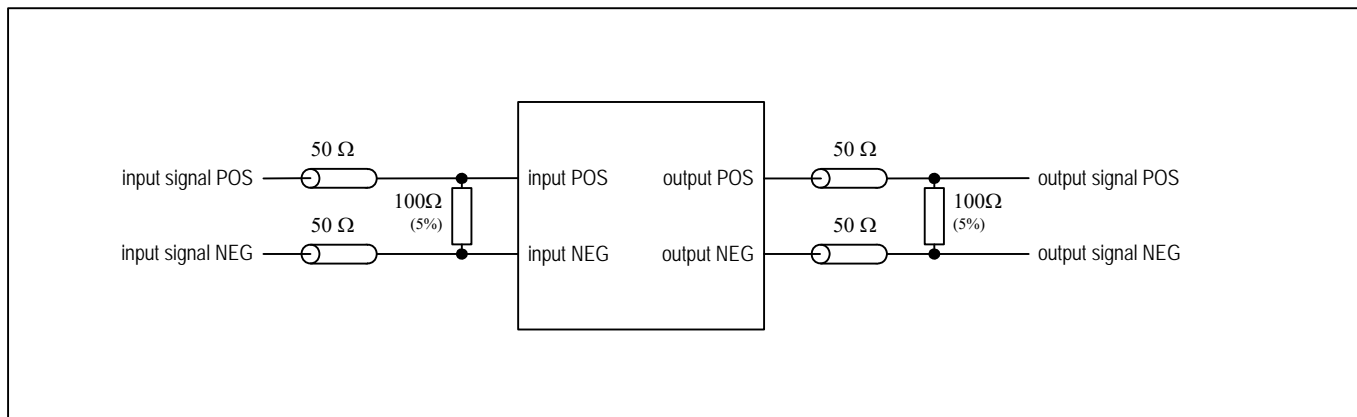 50 Ω
50 Ω
input signal POS
input POS
output POS
output signal POS
100Ω
(5%)
100Ω
(5%)
50 Ω
50 Ω
input signal NEG
input NEG
output NEG
output signal NEG